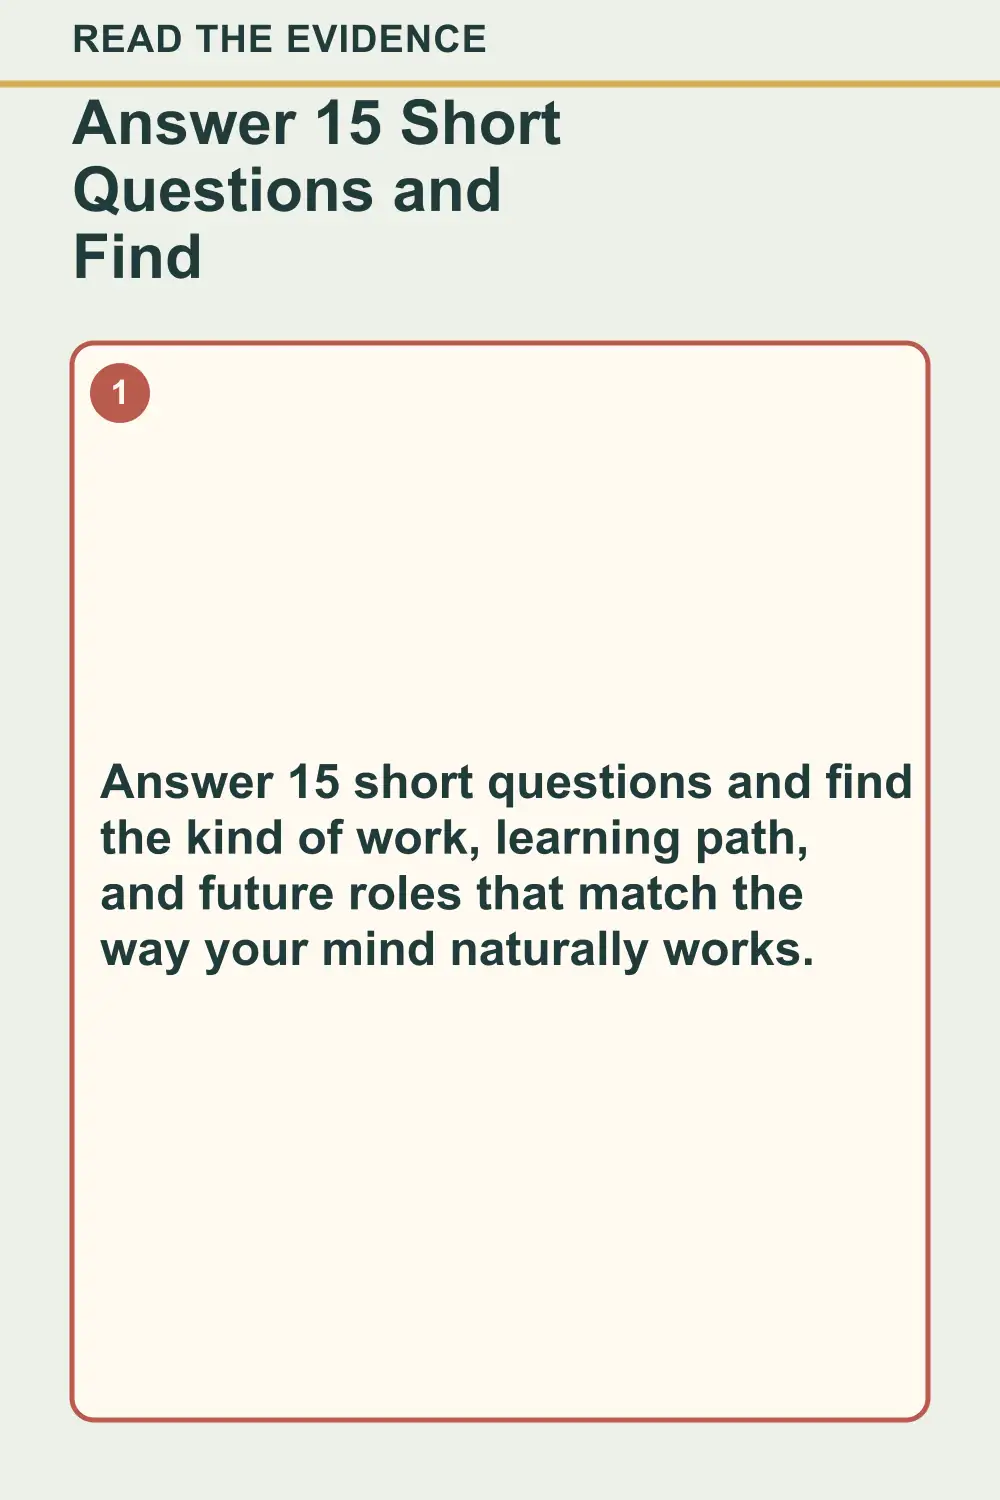 READ THE EVIDENCE
Answer 15 Short
Questions and
Find
1
Answer 15 short questions and find
the kind of work, learning path,
and future roles that match the
way your mind naturally works.